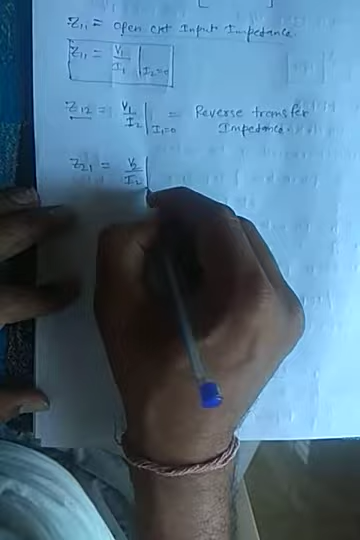 Z11 = open ckt Input Impedance.
Z11 = V1/I1 | I2=0
Z12 = V1/I2 | I1=0 = Reverse transfer
Impedance.
Z21 = V2/I2 |